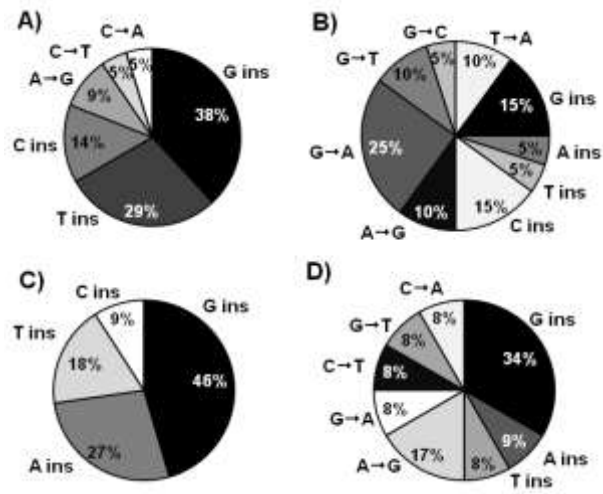 A)
C→A
C→T
A→G
C ins
T ins
G ins
5%
5%
9%
14%
29%
38%
B)
G→C
T→A
G→T
G ins
G→A
A ins
T ins
A→G
C ins
5%
10%
10%
15%
25%
5%
5%
10%
15%
C)
C ins
G ins
T ins
A ins
9%
46%
18%
27%
D)
C→A
G→T
G ins
C→T
G→A
A→G
T ins
A ins
8%
8%
34%
8%
8%
17%
8%
9%